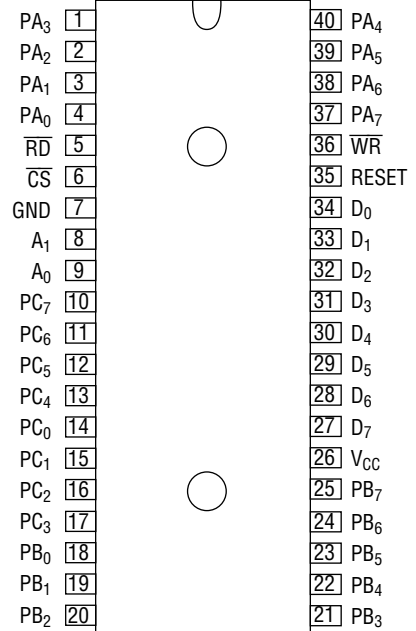 PA₃ 1 40 PA₄
PA₂ 2 39 PA₅
PA₁ 3 38 PA₆
PA₀ 4 37 PA₇
R̅D̅ 5 36 W̅R̅
C̅S̅ 6 35 RESET
GND 7 34 D₀
A₁ 8 33 D₁
A₀ 9 32 D₂
PC₇ 10 31 D₃
PC₆ 11 30 D₄
PC₅ 12 29 D₅
PC₄ 13 28 D₆
PC₀ 14 27 D₇
PC₁ 15 26 V_CC
PC₂ 16 25 PB₇
PC₃ 17 24 PB₆
PB₀ 18 23 PB₅
PB₁ 19 22 PB₄
PB₂ 20 21 PB₃